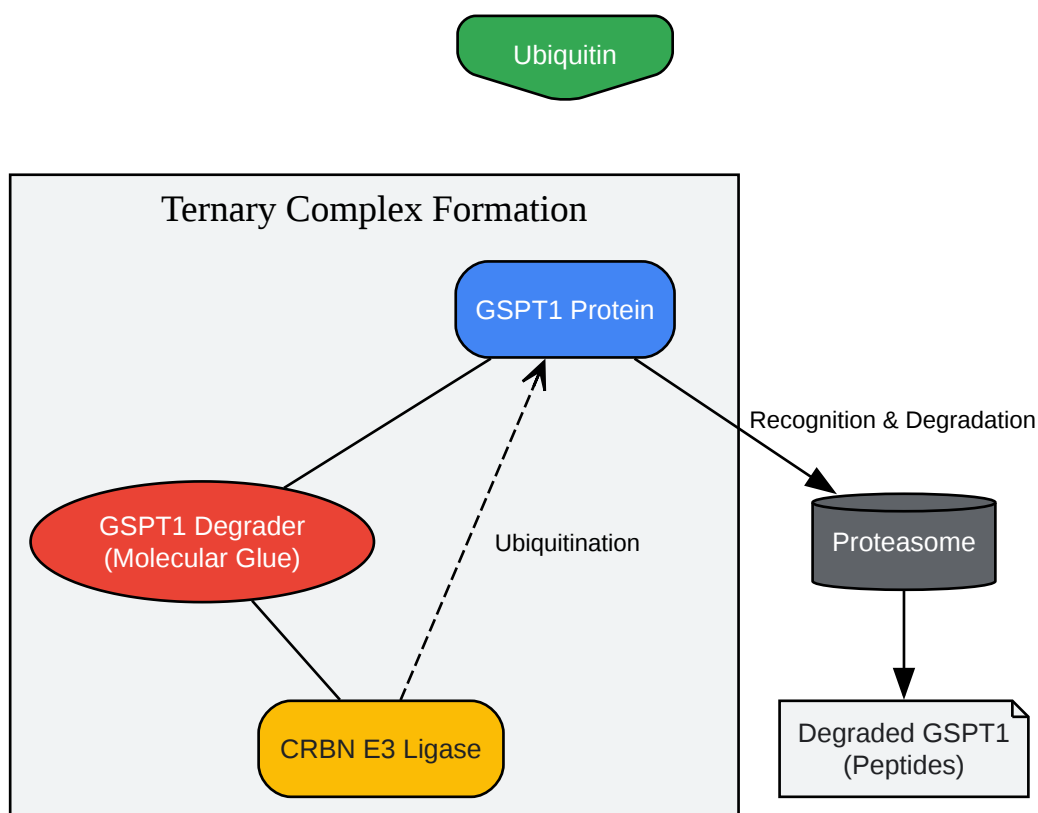 Ubiquitin
Ternary Complex Formation
GSPT1 Protein
Recognition & Degradation
GSPT1 Degrader
(Molecular Glue)
Ubiquitination
Proteasome
CRBN E3 Ligase
Degraded GSPT1
(Peptides)